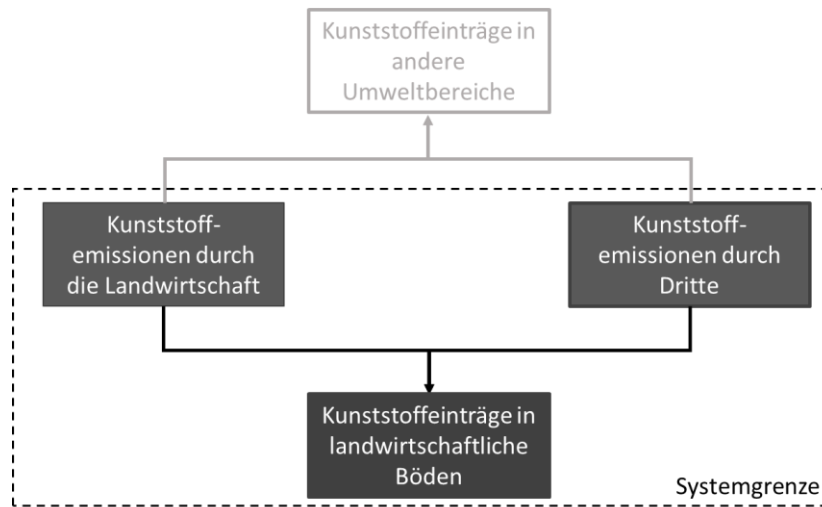 Kunststoffeinträge in
andere
Umweltbereiche
Kunststoff-
emissionen durch
die Landwirtschaft
Kunststoff-
emissionen durch
Dritte
Kunststoffeinträge in
landwirtschaftliche
Böden
Systemgrenze